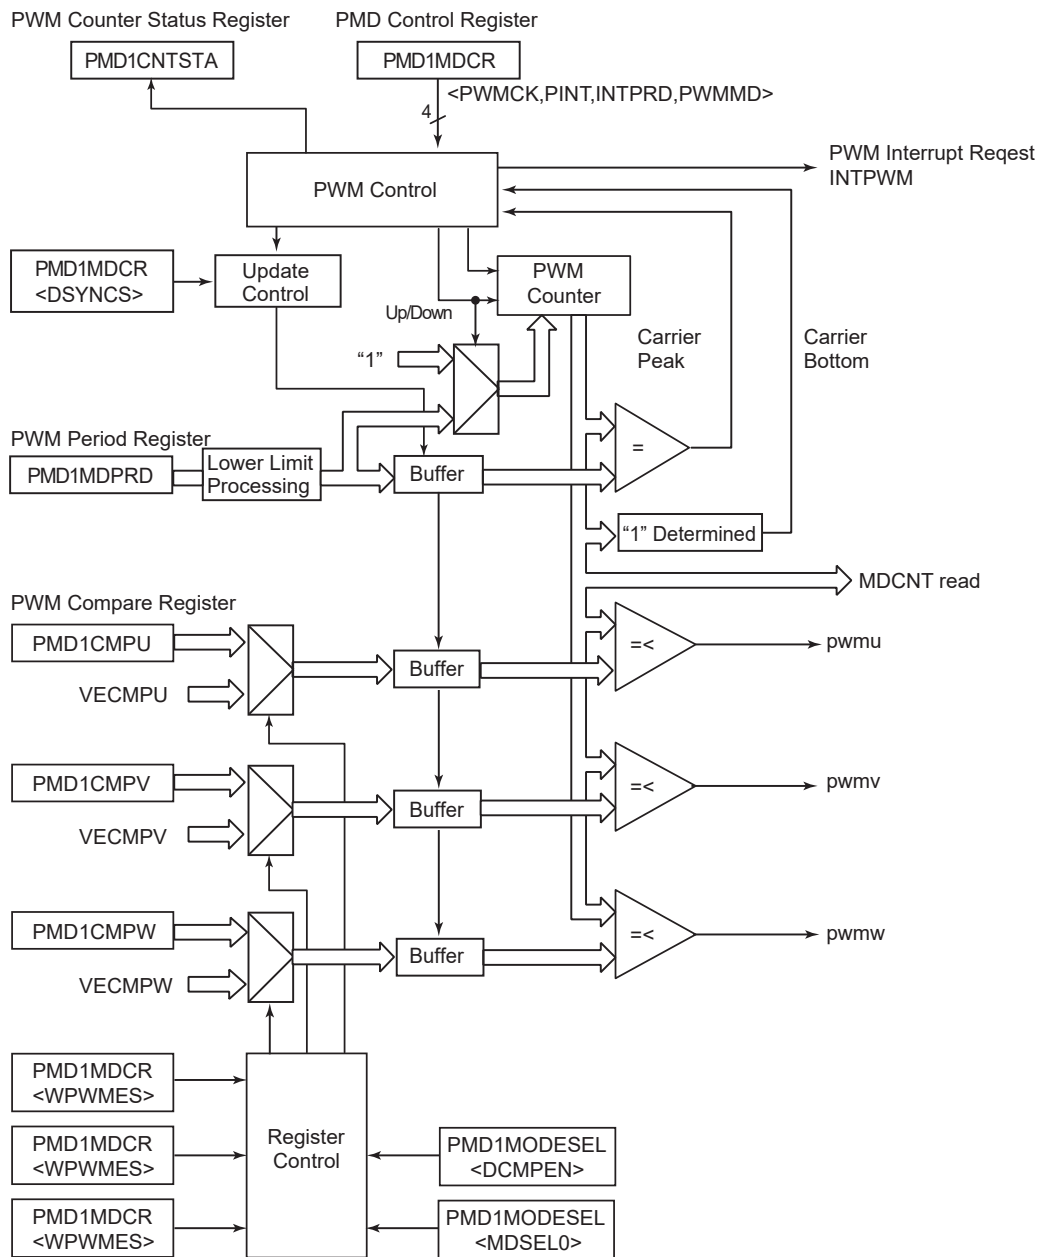 PWM Counter Status Register
PMD Control Register
PMD1CNTSTA
PMD1MDCR
<PWMCK,PINT,INTPRD,PWMMD>
4
PWM Control
PWM Interrupt Reqest
INTPWM
PMD1MDCR
<DSYNCS>
Update
Control
PWM
Counter
Up/Down
Carrier
Peak
Carrier
Bottom
“1”
PWM Period Register
=
PMD1MDPRD
Lower Limit
Processing
Buffer
“1” Determined
MDCNT read
PWM Compare Register
PMD1CMPU
VECMPU
Buffer
=<
pwmu
PMD1CMPV
VECMPV
Buffer
=<
pwmv
PMD1CMPW
VECMPW
Buffer
=<
pwmw
PMD1MDCR
<WPWMES>
PMD1MDCR
<WPWMES>
PMD1MDCR
<WPWMES>
Register
Control
PMD1MODESEL
<DCMPEN>
PMD1MODESEL
<MDSEL0>